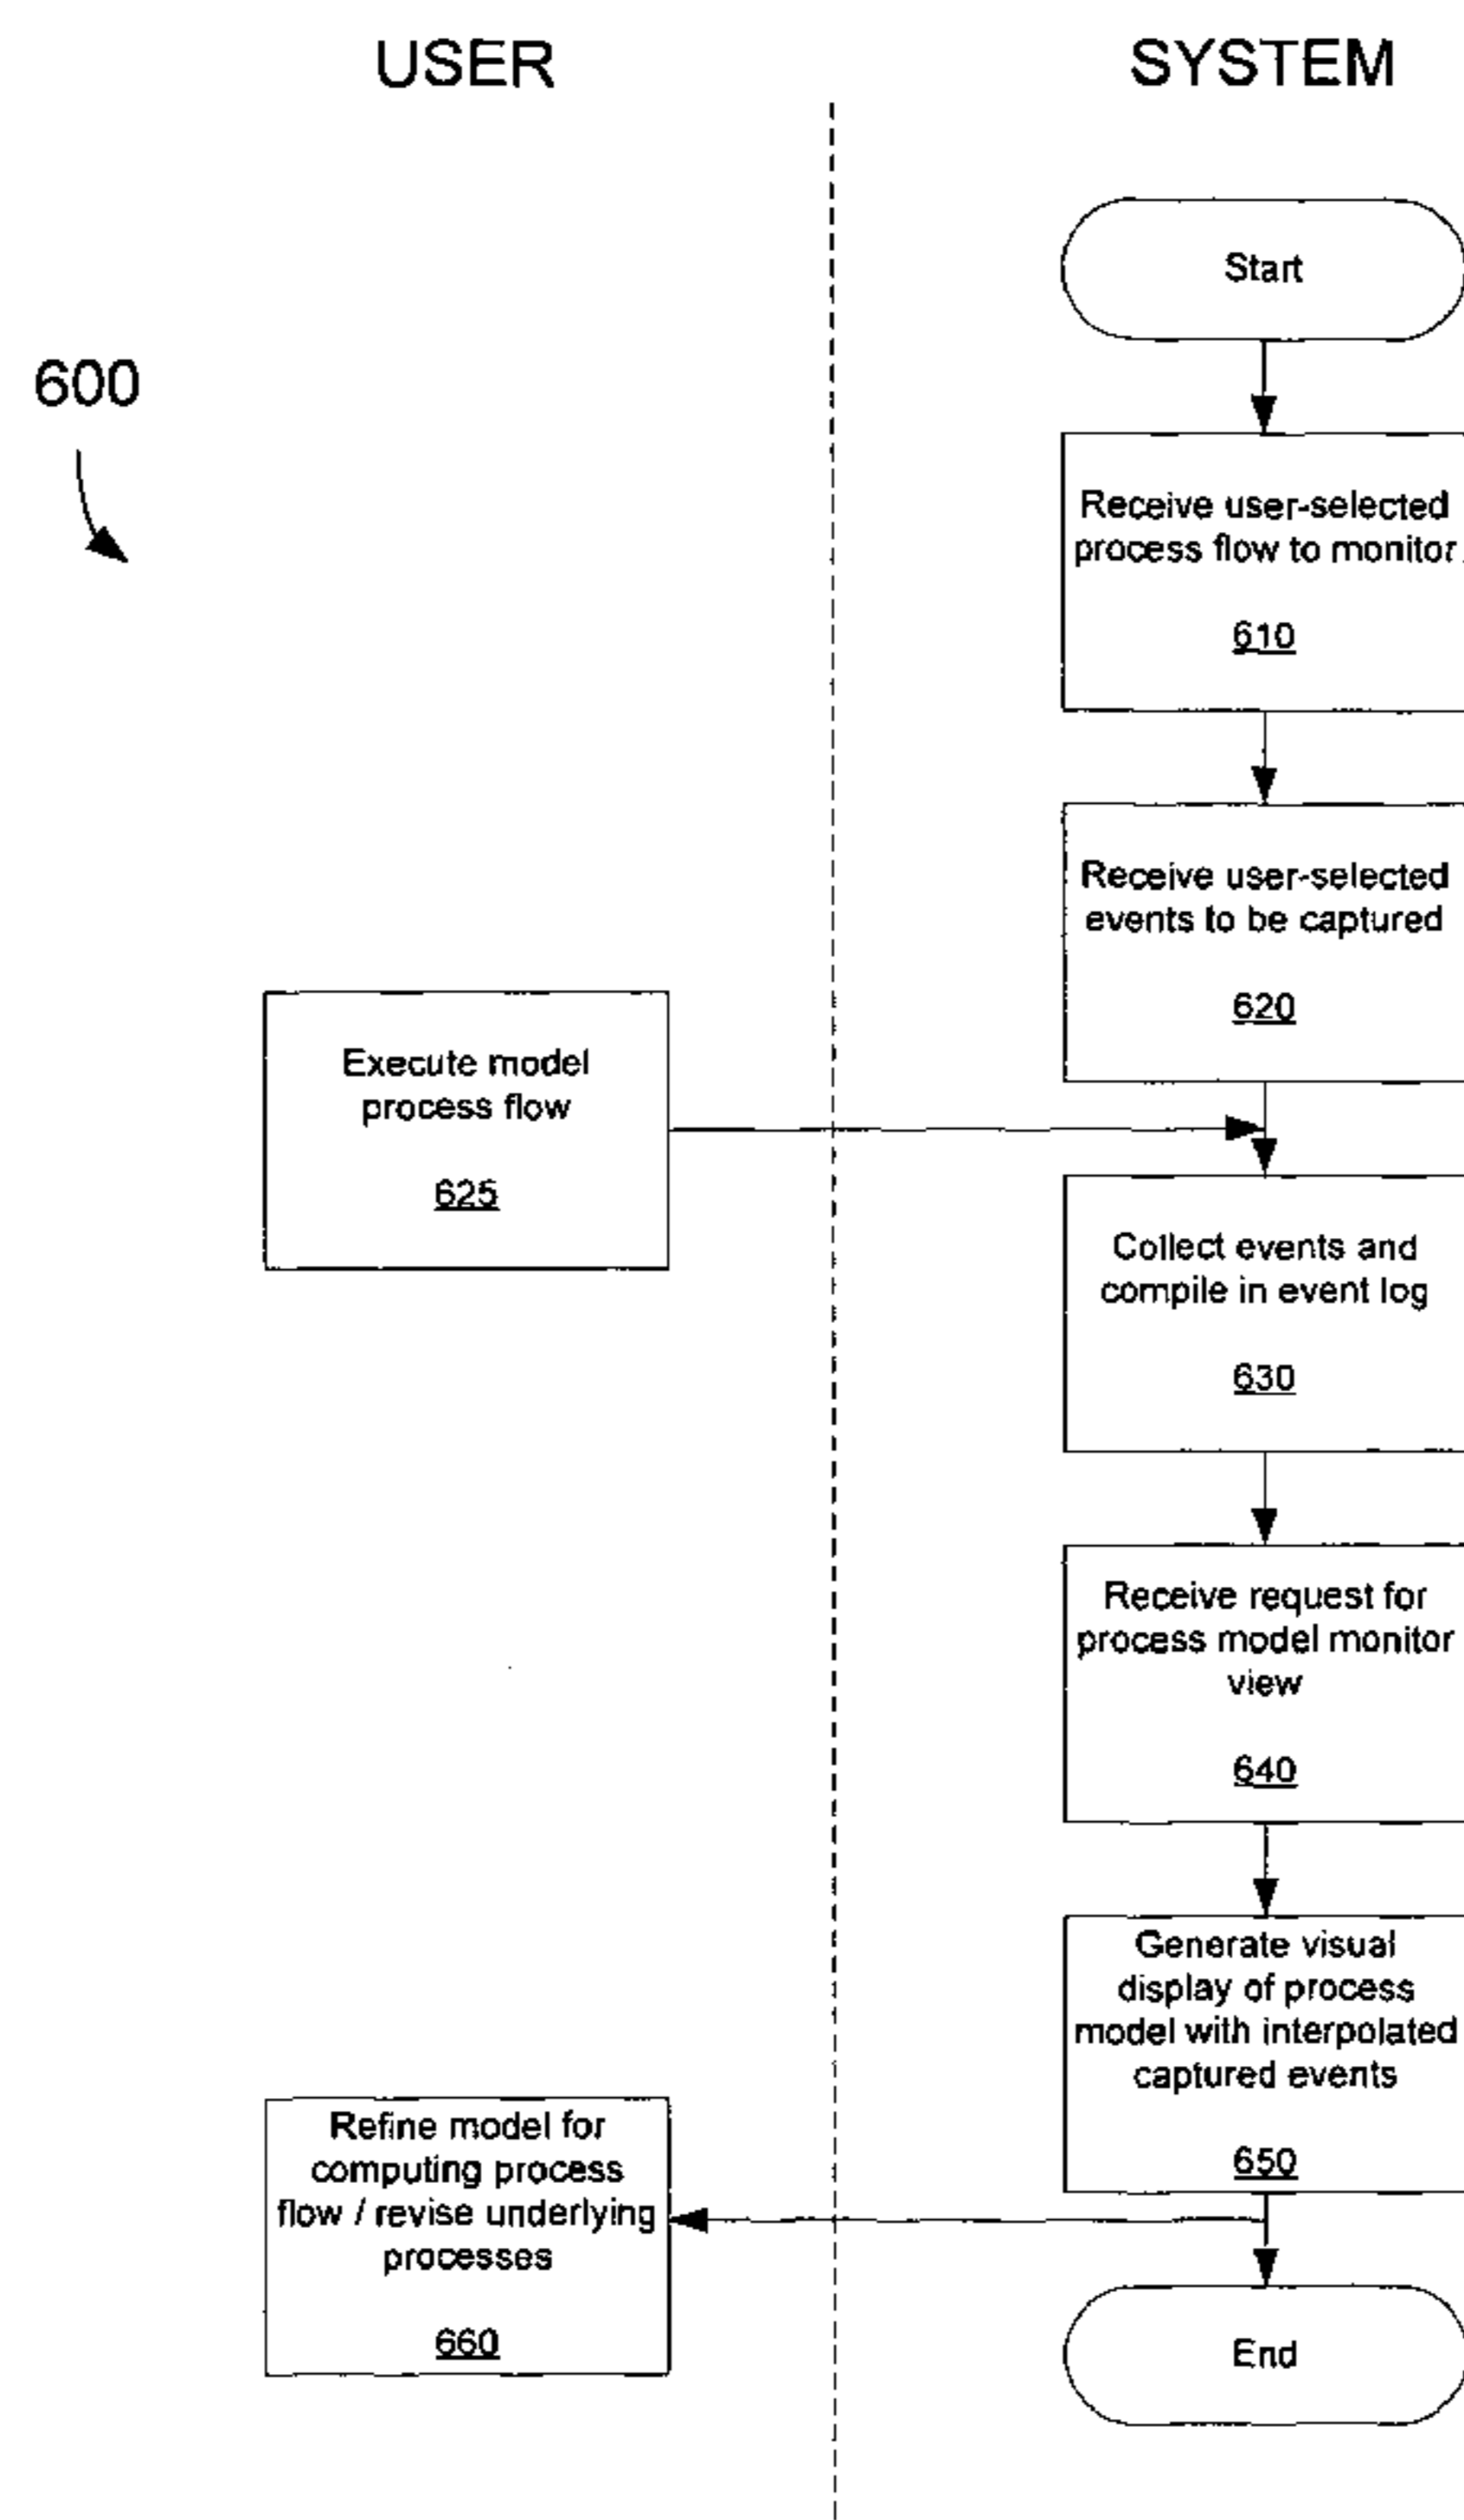 USER
SYSTEM
Start
600
Receive user-selected
process flow to monitor
610
Receive user-selected
events to be captured
620
Execute model
process flow
625
Collect events and
compile in event log
630
Receive request for
process model monitor
view
640
Generate visual
display of process
model with interpolated
captured events
650
Refine model for
computing process
flow / revise underlying
processes
660
End